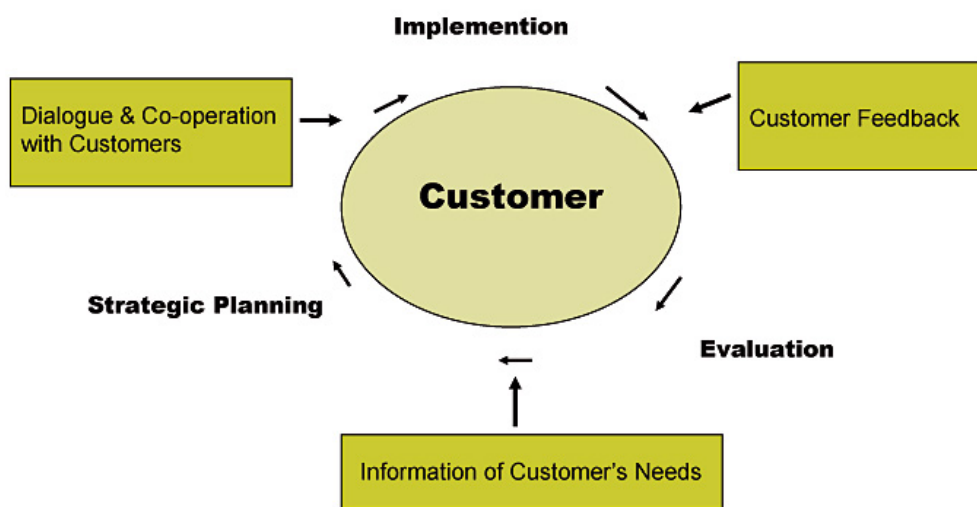 Implemention
Dialogue & Co-operation
with Customers
Customer Feedback
Customer
Strategic Planning
Evaluation
Information of Customer's Needs